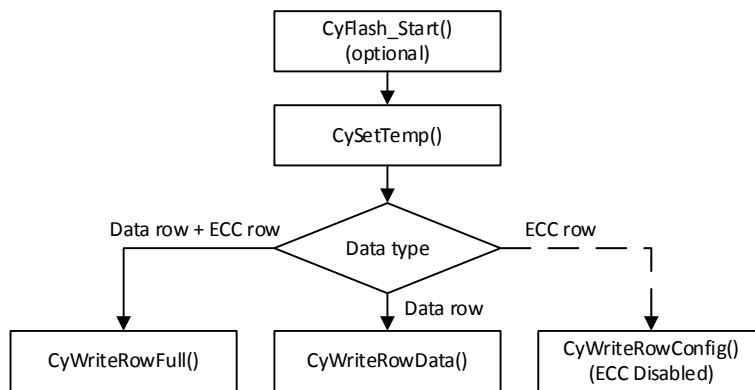 CyFlash_Start()
(optional)
CySetTemp()
Data row + ECC row
ECC row
Data type
Data row
CyWriteRowFull()
CyWriteRowData()
CyWriteRowConfig()
(ECC Disabled)